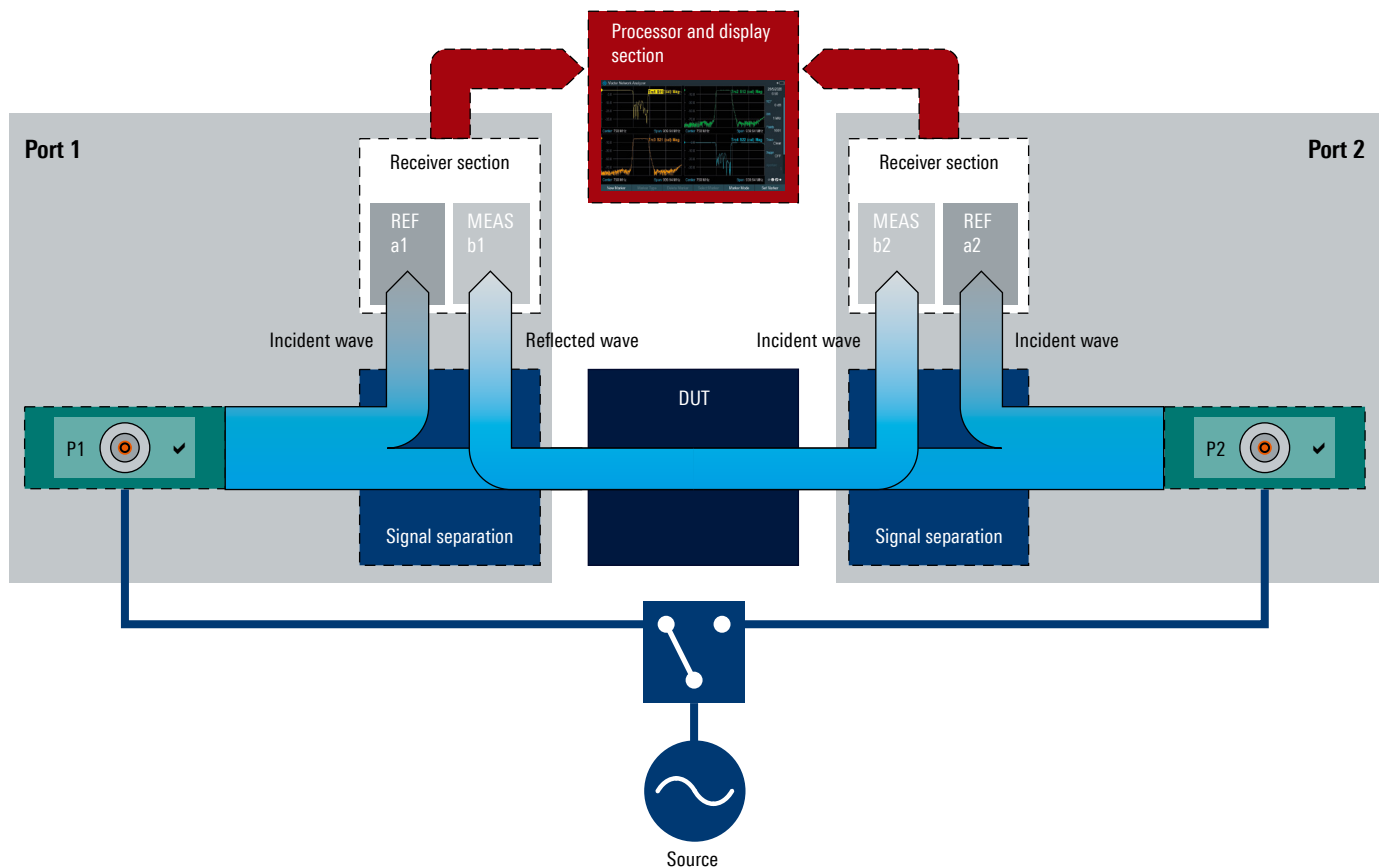 Processor and display
section
Port 1
Port 2
Receiver section
Receiver section
REF
a1
MEAS
b1
MEAS
b2
REF
a2
Incident wave
Reflected wave
Incident wave
Incident wave
DUT
P1
P2
Signal separation
Signal separation
Source